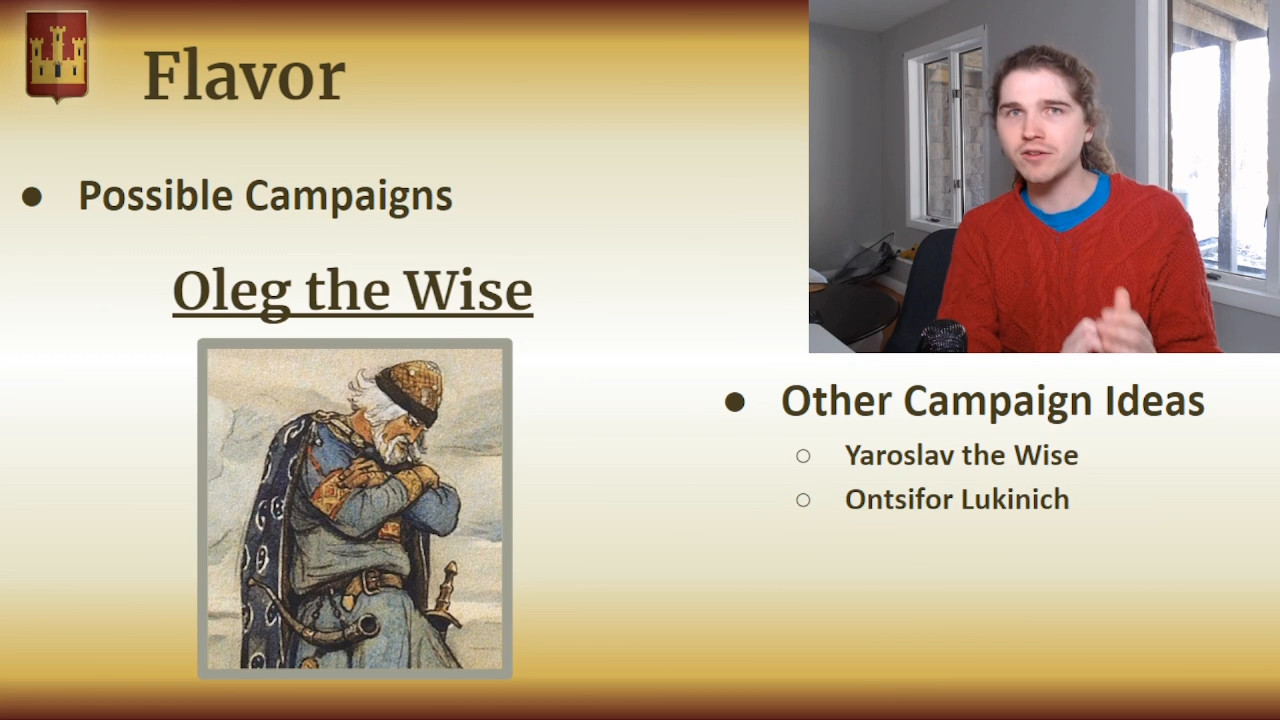 Flavor
Possible Campaigns
Oleg the Wise
Other Campaign Ideas
Yaroslav the Wise
Ontsifor Lukinich